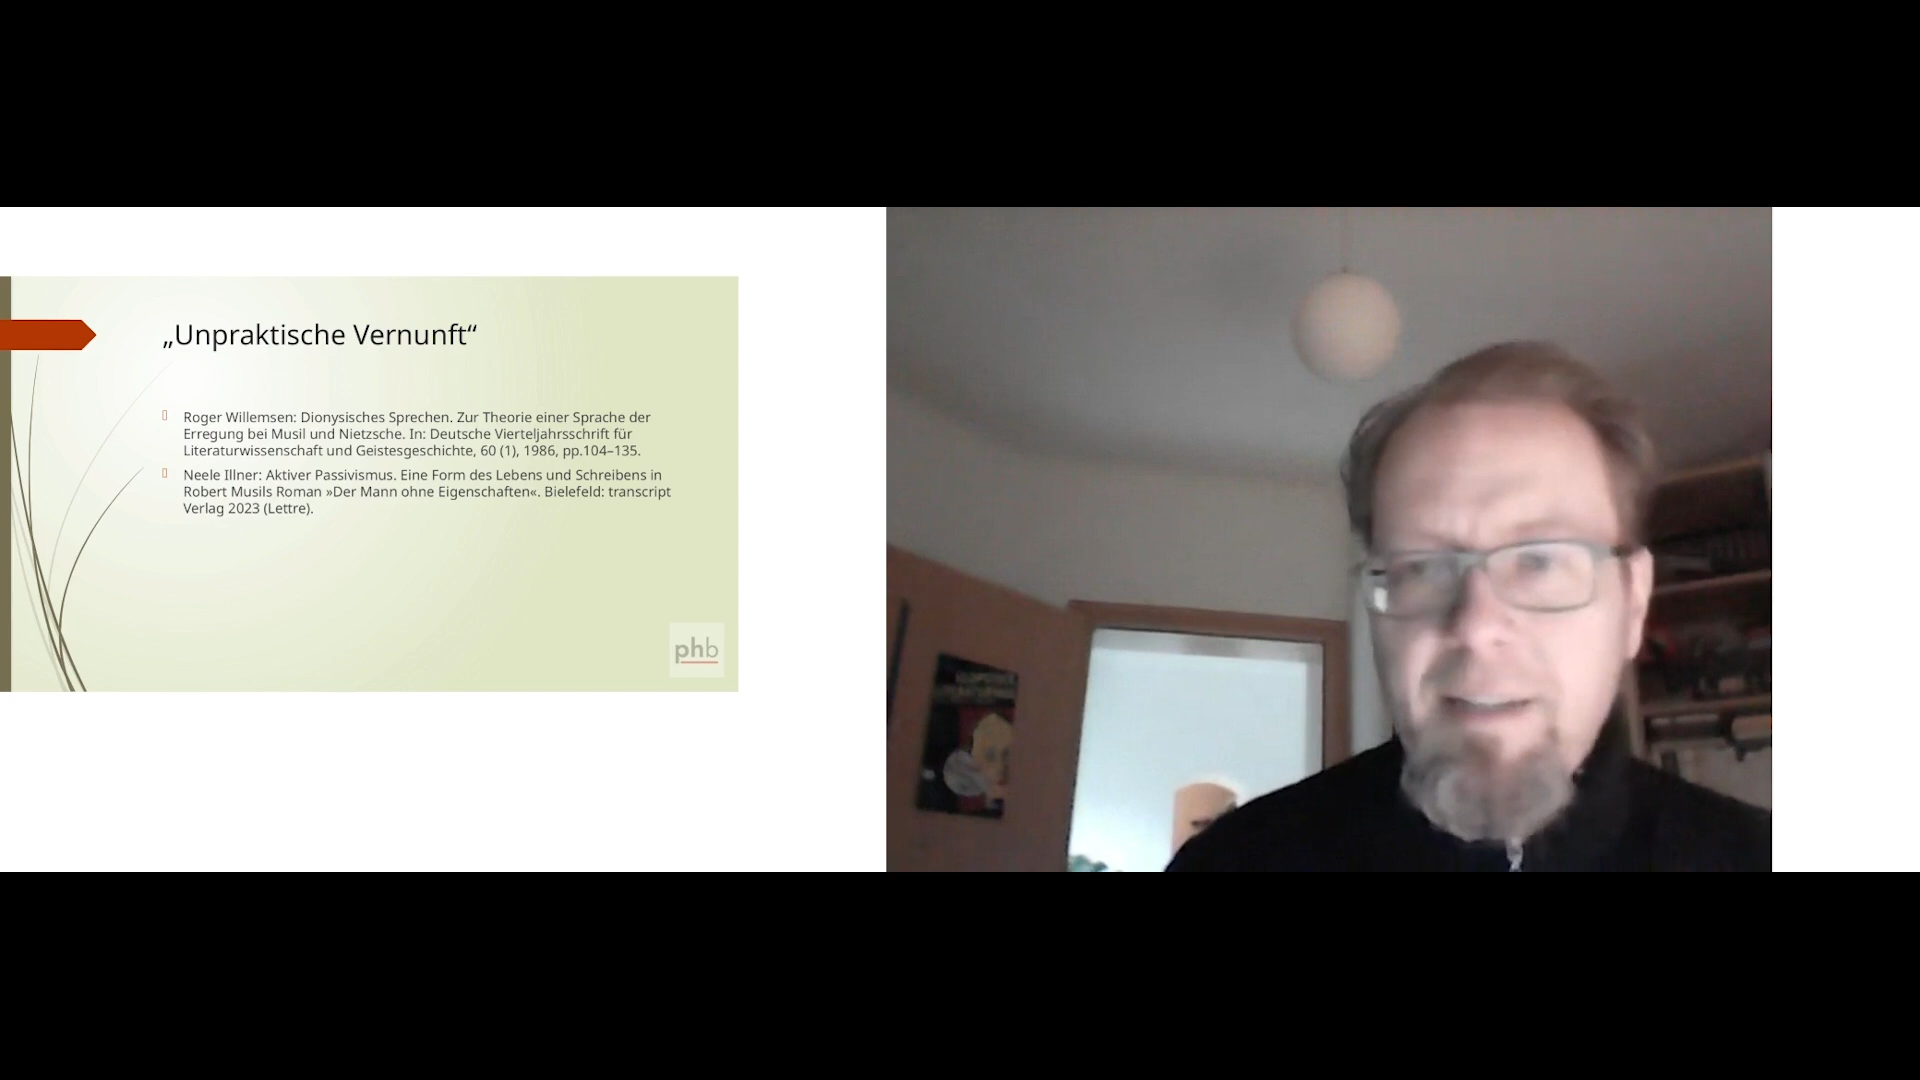 „Unpraktische Vernunft“
Roger Willemsen: Dionysisches Sprechen. Zur Theorie einer Sprache der
Erregung bei Musil und Nietzsche. In: Deutsche Vierteljahrsschrift für
Literaturwissenschaft und Geistesgeschichte, 60 (1), 1986, pp.104–135.
Neele Illner: Aktiver Passivismus. Eine Form des Lebens und Schreibens in
Robert Musils Roman »Der Mann ohne Eigenschaften«. Bielefeld: transcript
Verlag 2023 (Lettre).
phb